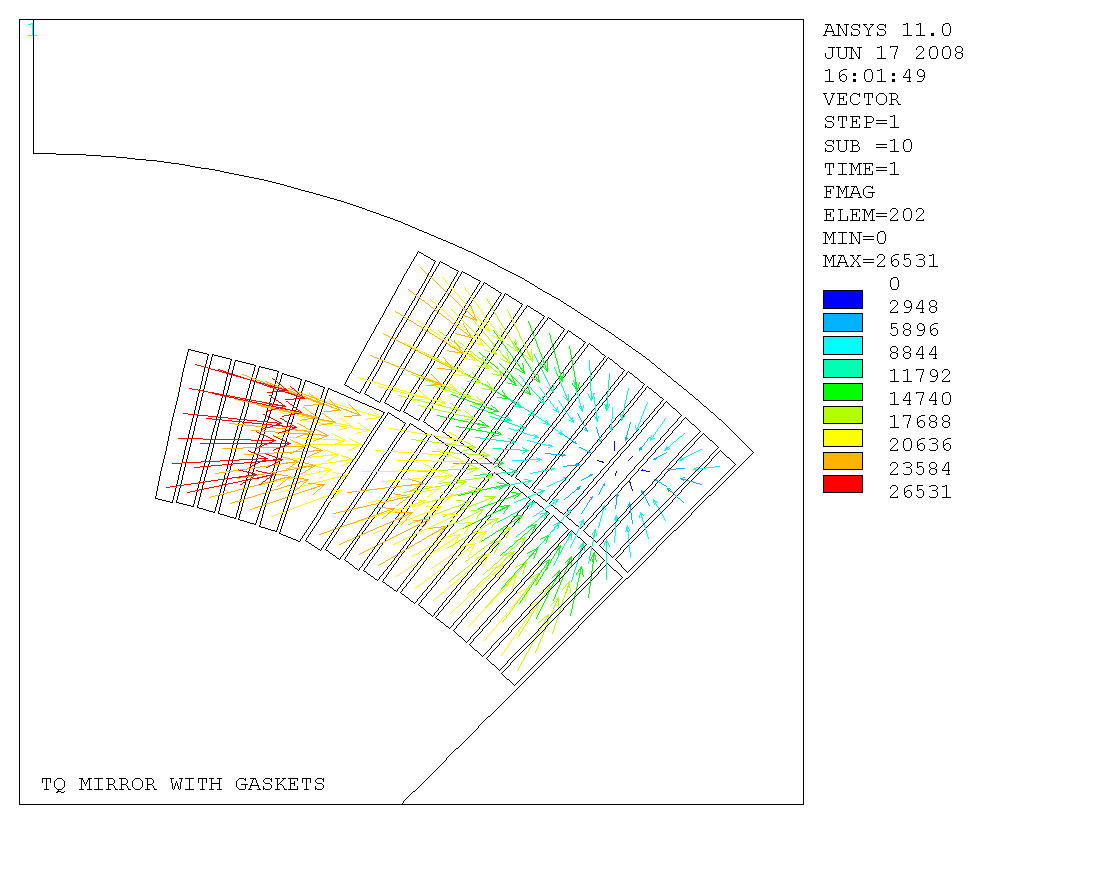 1
ANSYS 11.0
JUN 17 2008
16:01:49
VECTOR
STEP=1
SUB =10
TIME=1
FMAG
ELEM=202
MIN=0
MAX=26531
0
2948
5896
8844
11792
14740
17688
20636
23584
26531
TQ MIRROR WITH GASKETS